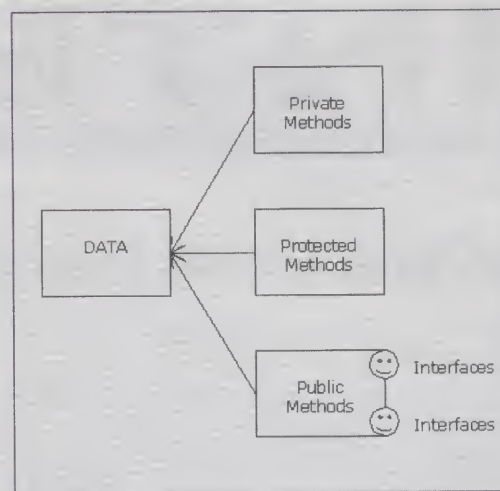 Private
Methods
DATA
Protected
Methods
Public
Methods
Interfaces
Interfaces